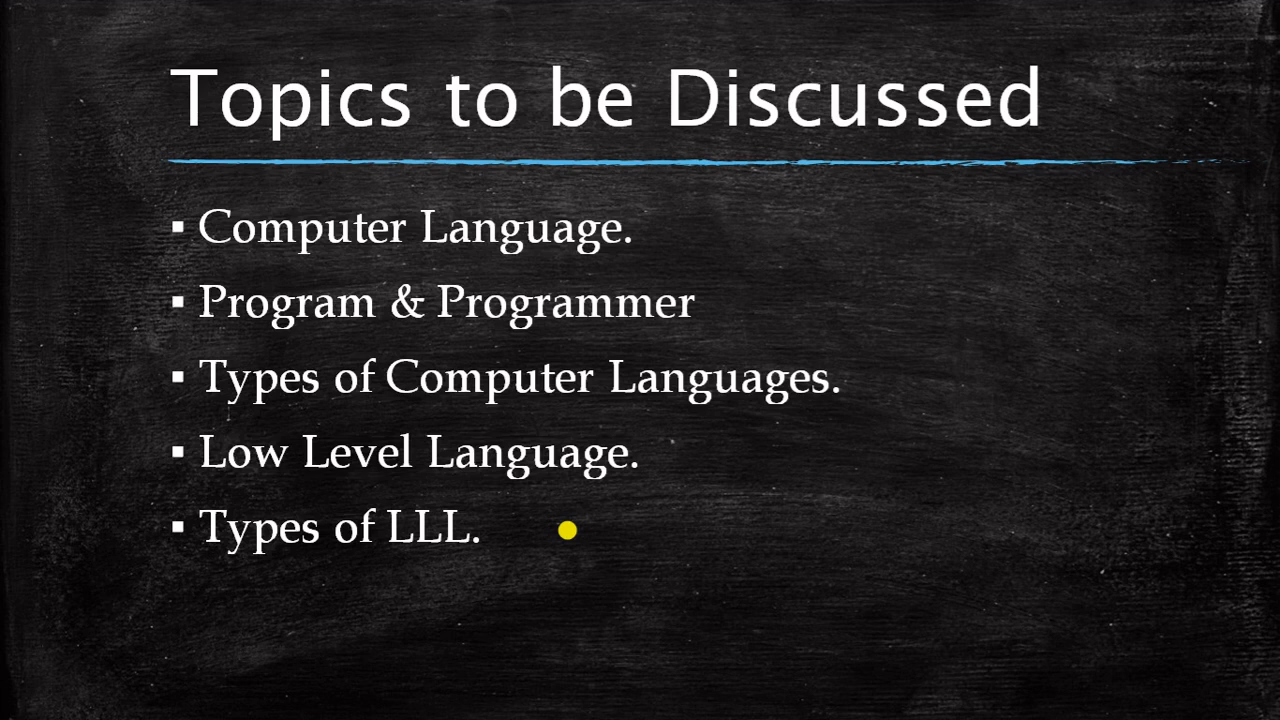 Topics to be Discussed
▪ Computer Language.
▪ Program & Programmer
▪ Types of Computer Languages.
▪ Low Level Language.
▪ Types of LLL.